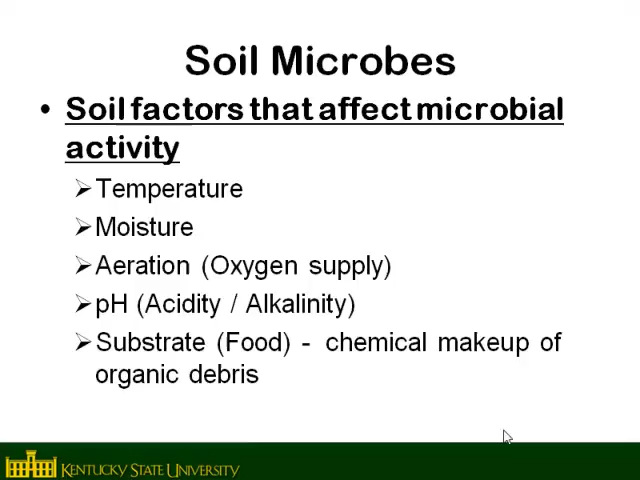 Soil Microbes
• Soil factors that affect microbial
activity
➢Temperature
➢Moisture
➢Aeration (Oxygen supply)
➢pH (Acidity / Alkalinity)
➢Substrate (Food) - chemical makeup of
organic debris
KENTUCKY STATE UNIVERSITY